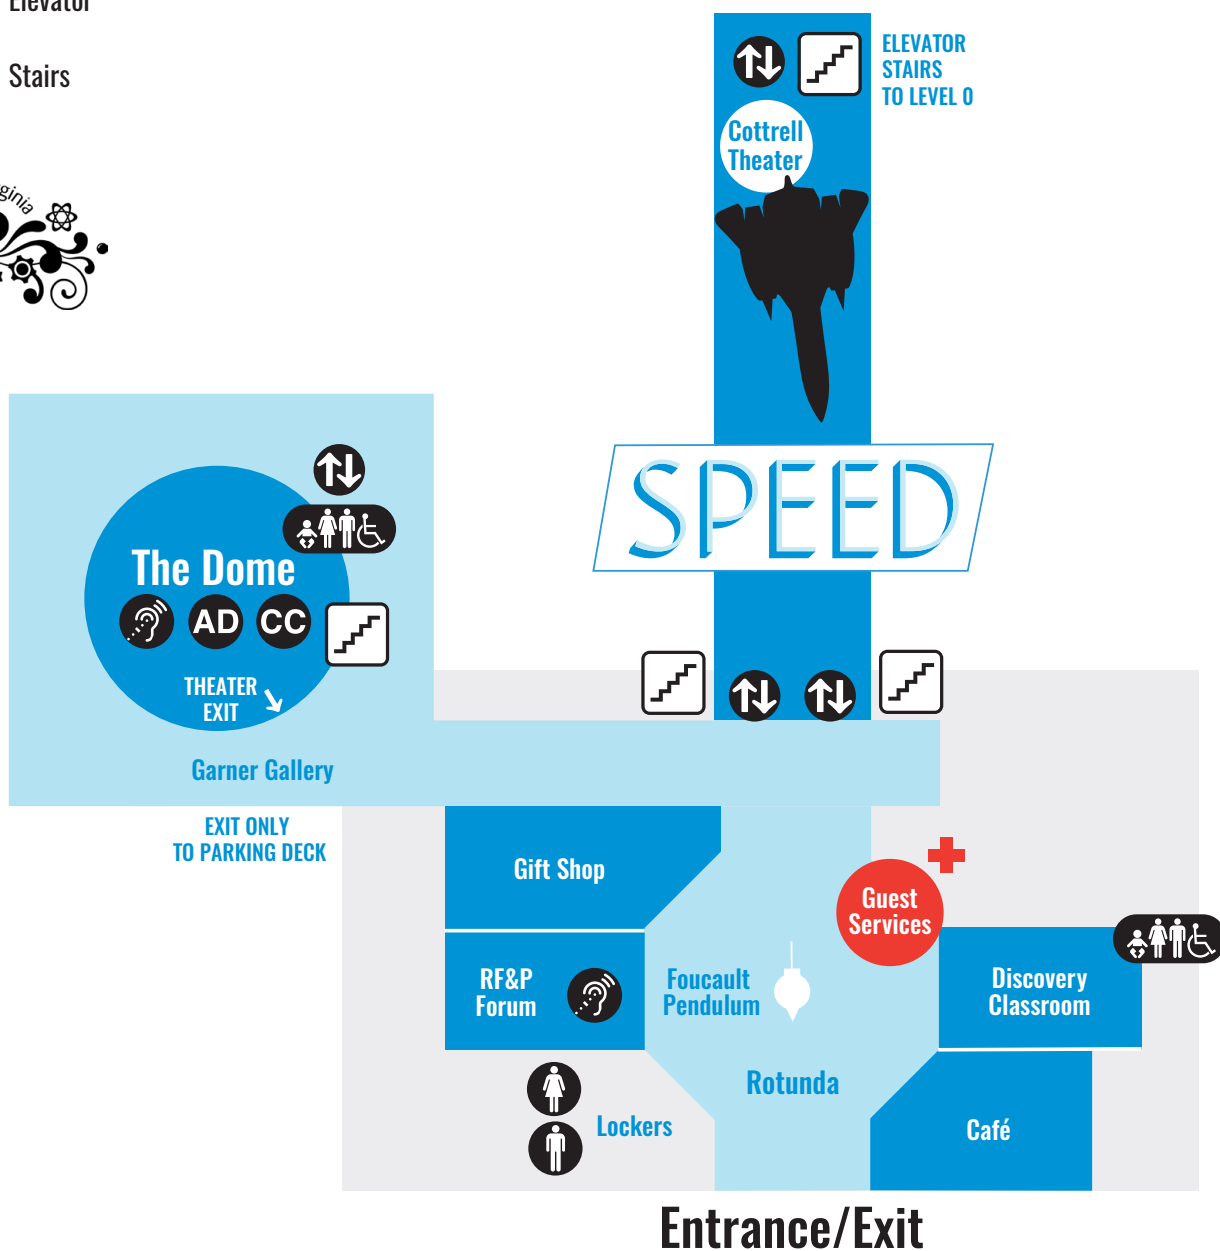 Elevator
Stairs
ELEVATOR
STAIRS
TO LEVEL 0
Cottrell
Theater
SPEED
The Dome
AD
CC
THEATER
EXIT
Garner Gallery
EXIT ONLY
TO PARKING DECK
Gift Shop
Guest
Services
RF&P
Forum
Foucault
Pendulum
Discovery
Classroom
Rotunda
Lockers
Café
Entrance/Exit